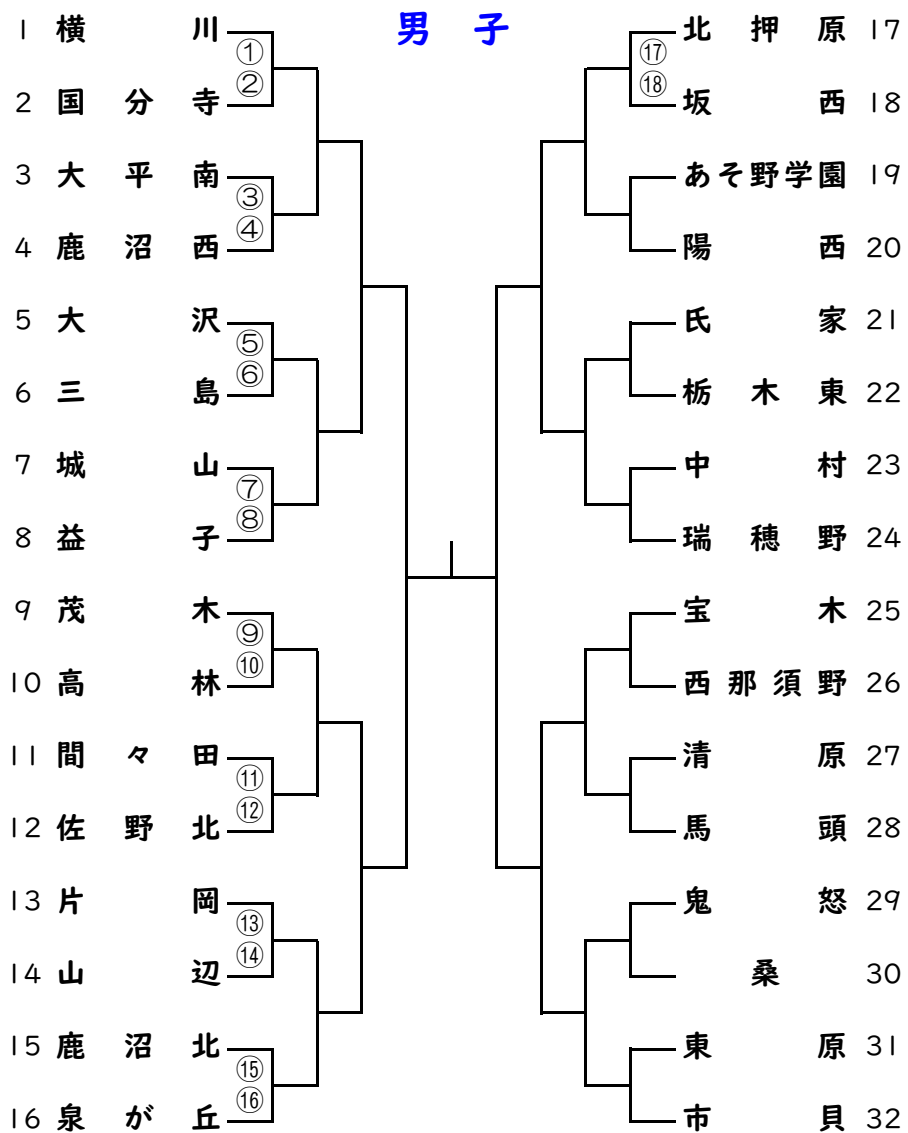 男子
1 横川
①
②
2 国分寺
3 大平南
③
④
4 鹿沼西
5 大沢
⑤
⑥
6 三島
7 城山
⑦
⑧
8 益子
9 茂木
⑨
⑩
10 高林
11 間々田
⑪
⑫
12 佐野北
13 片岡
⑬
⑭
14 山辺
15 鹿沼北
⑮
⑯
16 泉が丘
北押原 17
⑰
⑱
坂西 18
あそ野学園 19
陽西 20
氏家 21
栃木東 22
中村 23
瑞穂野 24
宝木 25
西那須野 26
清原 27
馬頭 28
鬼怒 29
桑 30
東原 31
市貝 32